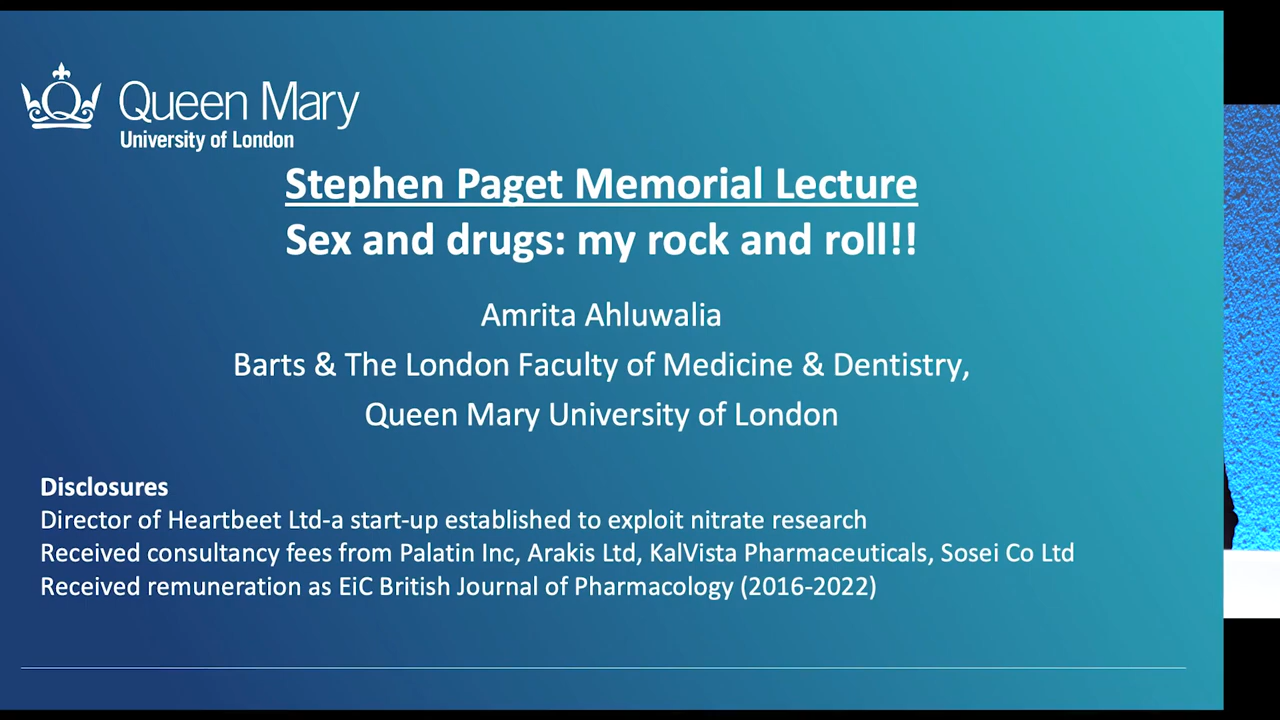 Queen Mary
University of London
Stephen Paget Memorial Lecture
Sex and drugs: my rock and roll!!
Amrita Ahluwalia
Barts & The London Faculty of Medicine & Dentistry,
Queen Mary University of London
Disclosures
Director of Heartbeet Ltd-a start-up established to exploit nitrate research
Received consultancy fees from Palatin Inc, Arakis Ltd, KalVista Pharmaceuticals, Sosei Co Ltd
Received remuneration as EiC British Journal of Pharmacology (2016-2022)